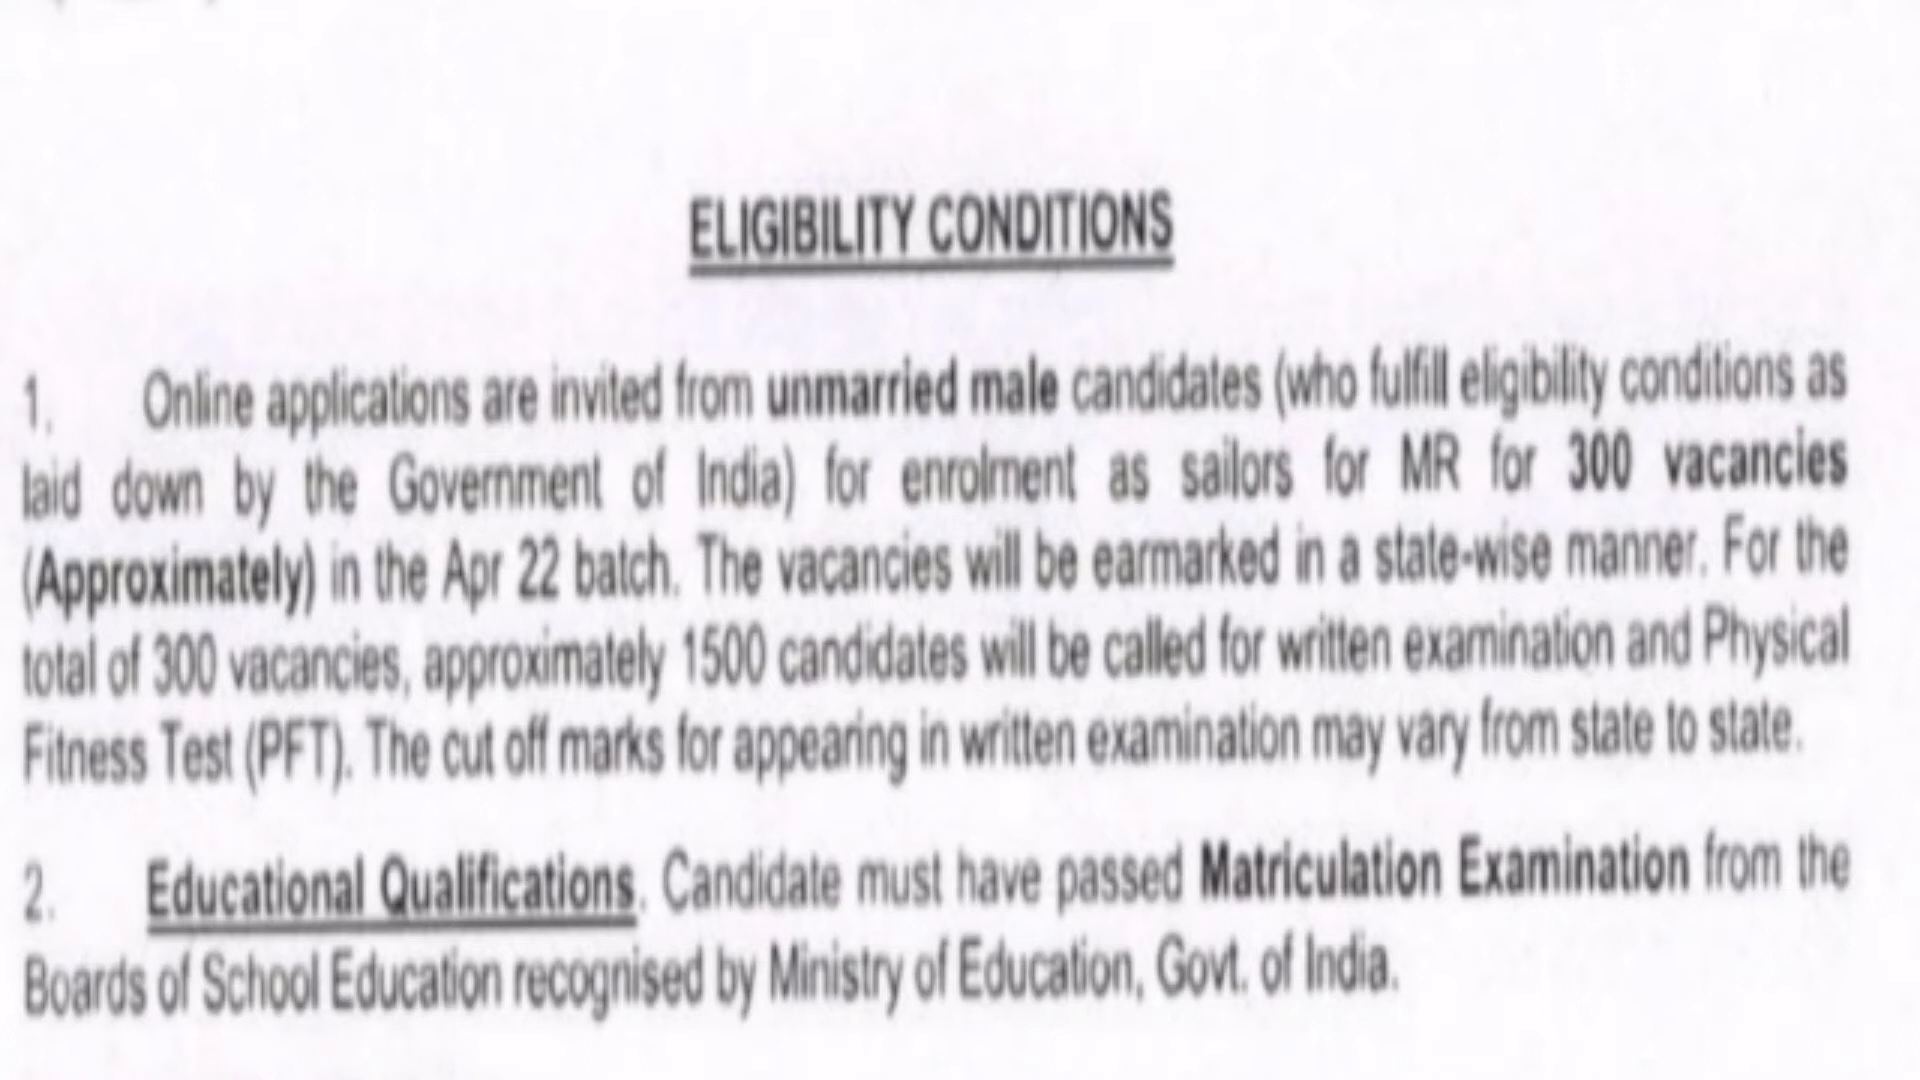 ELIGIBILITY CONDITIONS
1. Online applications are invited from unmarried male candidates (who fulfill eligibility conditions as
laid down by the Government of India) for enrolment as sailors for MR for 300 vacancies
(Approximately) in the Apr 22 batch. The vacancies will be earmarked in a state-wise manner. For the
total of 300 vacancies, approximately 1500 candidates will be called for written examination and Physical
Fitness Test (PFT). The cut off marks for appearing in written examination may vary from state to state.
2. Educational Qualifications. Candidate must have passed Matriculation Examination from the
Boards of School Education recognised by Ministry of Education, Govt. of India.